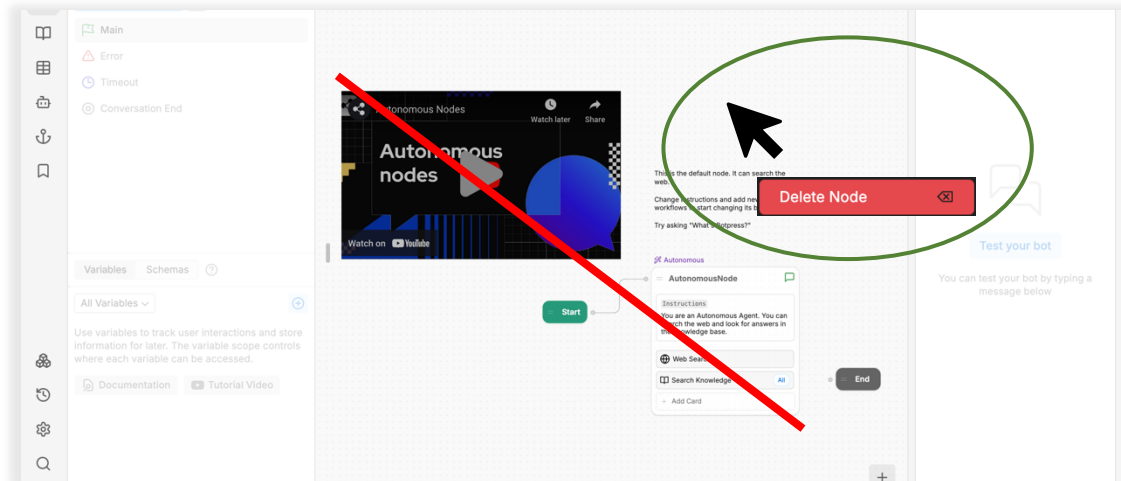 Main
Error
Timeout
Conversation End
Variables
Schemas
All Variables
Use variables to track user interactions and store
information for later. The variable scope controls
where each variable can be accessed.
Documentation
Tutorial Video
Autonomous Nodes
Watch later
Share
Autonomous
nodes
Watch on YouTube
This is the default node. It can search the
web.
Change instructions and add new
workflows to start changing its b
Try asking "What's Botpress?"
Delete Node
Autonomous
AutonomousNode
Instructions
You are an Autonomous Agent. You can
search the web and look for answers in
the knowledge base.
Web Search
Search Knowledge
All
+ Add Card
Start
End
Test your bot
You can test your bot by typing a
message below